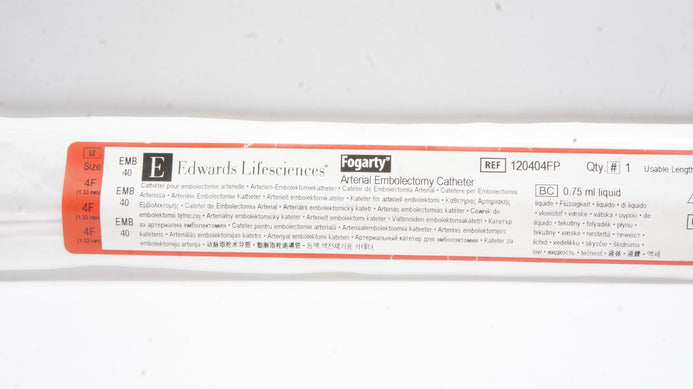 SZ
Size
4F
(1.33 mm)
4F
(1.33 mm)
4F
(1.33 mm)
EMB
40
EMB
40
EMB
40
E Edwards Lifesciences®
Fogarty®
Arterial Embolectomy Catheter
REF 120404FP
Qty. # 1
Usable Length
Catheter pour embolectomie artérielle • Arterien-Embolektomiekatheter • Catéter de Embolectomia Arterial • Catetere per Embolectomia
Arteriosa • Arteriële Embolectomie Katheter • Arterielt embolektomikateter • Kateter för arteriell embolektomi • Καθετήρας Αρτηριακής
Εμβολεκτομής • Cateter de Embolectomia Arterial • Arteriální embolektomický katetr • Artériás embolectomiás katéter • Cewnik do
embolektomii tętniczej • Arteriálny embolektomický katéter • Arterielt embolektomi kateter • Valtimoiden embolektomiakatetri • Катетър
за артериална емболектомия • Cateter pentru embolectomie arterială • Arteriaalembolektoomia kateeter • Arterinės embolektomijos
kateteris • Arteriālās embolektomijas katetrs • Arteriyal embolektomi kateteri • Артериальный катетер для эмболэктомии • Kateter za
embolektomiju arterija • 动脉取栓术导管 • 動脈取栓導管 • 동맥 색전제거용 카테터
BC 0.75 ml liquid
liquide • Flüssigkeit • líquido • di liquido
• vloeistof • væske • vätska • υγρού • de
líquido • tekutiny • folyadék • płynu •
tekutiny • væske • nestettä • течност •
lichid • vedelikku • skysčio • šķidruma •
sıvı • жидкость • tečnost • 液体 • 液體 • 액체